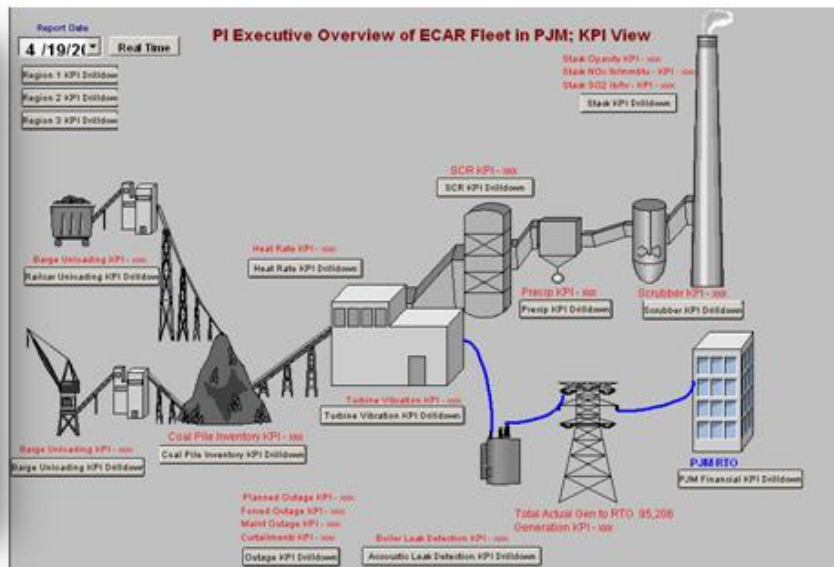 Report Date
PI Executive Overview of ECAR Fleet in PJM; KPI View
4 /19/20
Real Time
Region 1 KPI Drilldown
Region 2 KPI Drilldown
Region 3 KPI Drilldown
Stack Opacity KPI - xxx
Stack NOx lb/mmbtu - KPI - xxx
Stack SO2 lb/hr - KPI - xxx
Stack KPI Drilldown
SCR KPI - xxx
SCR KPI Drilldown
Barge Unloading KPI - xxx
Railcar Unloading KPI Drilldown
Heat Rate KPI - xxx
Heat Rate KPI Drilldown
Precip KPI - xxx
Precip KPI Drilldown
Scrubber KPI - xxx
Scrubber KPI Drilldown
Turbine Vibration KPI - xxx
Turbine Vibration KPI Drilldown
Barge Unloading KPI - xxx
Barge Unloading KPI Drilldown
Coal Pile Inventory KPI - xxx
Coal Pile Inventory KPI Drilldown
PJM RTO
PJM Financial KPI Drilldown
Planned Outage KPI - xxx
Forced Outage KPI - xxx
Maint Outage KPI - xxx
Curtailments KPI - xxx
Outage KPI Drilldown
Boiler Leak Detection KPI - xxx
Accoustic Leak Detection KPI Drilldown
Total Actual Gen to RTO 95,206
Generation KPI - xxx